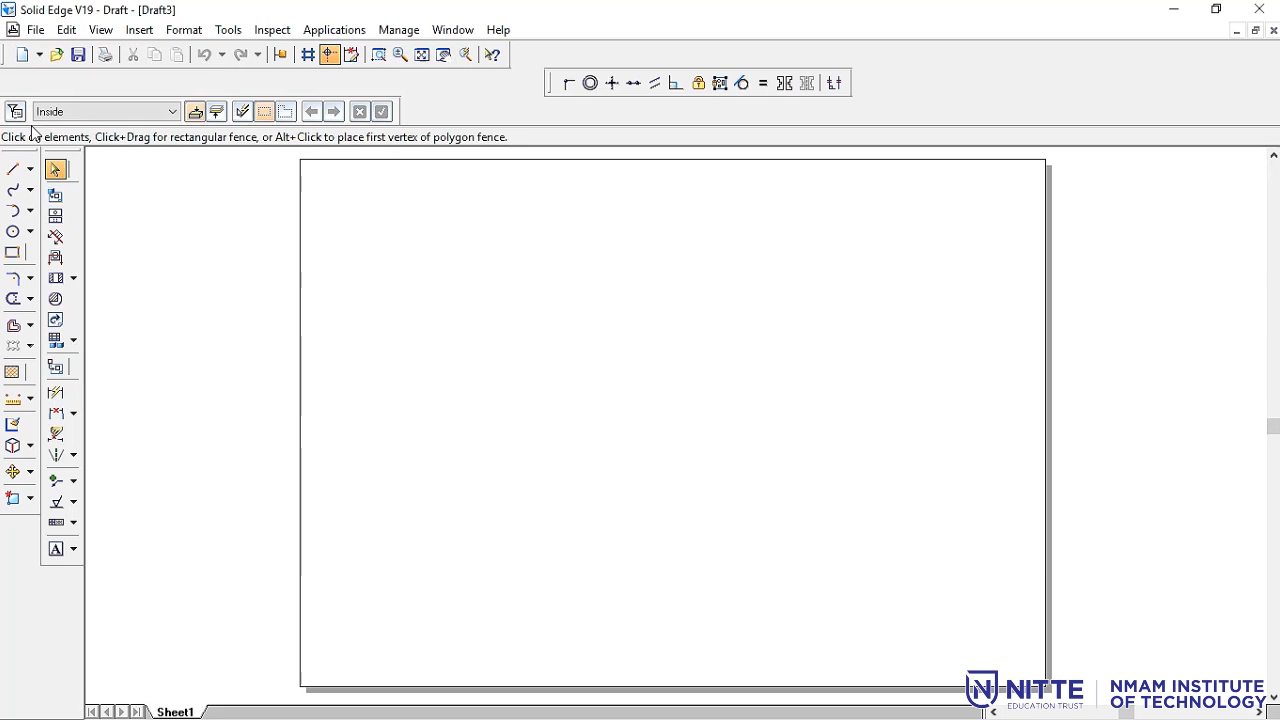 Solid Edge V19 - Draft - [Draft3]
File Edit View Insert Format Tools Inspect Applications Manage Window Help
Inside
Click elements, Click+Drag for rectangular fence, or Alt+Click to place first vertex of polygon fence.
A
Sheet1
NITTE
EDUCATION TRUST
NMAM INSTITUTE
OF TECHNOLOGY